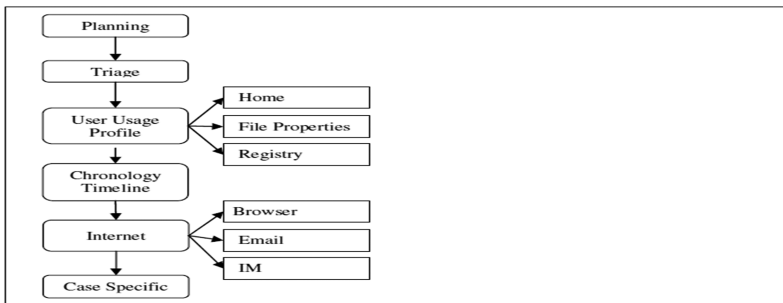 Planning
Triage
Home
User Usage
Profile
File Properties
Registry
Chronology
Timeline
Browser
Internet
Email
IM
Case Specific